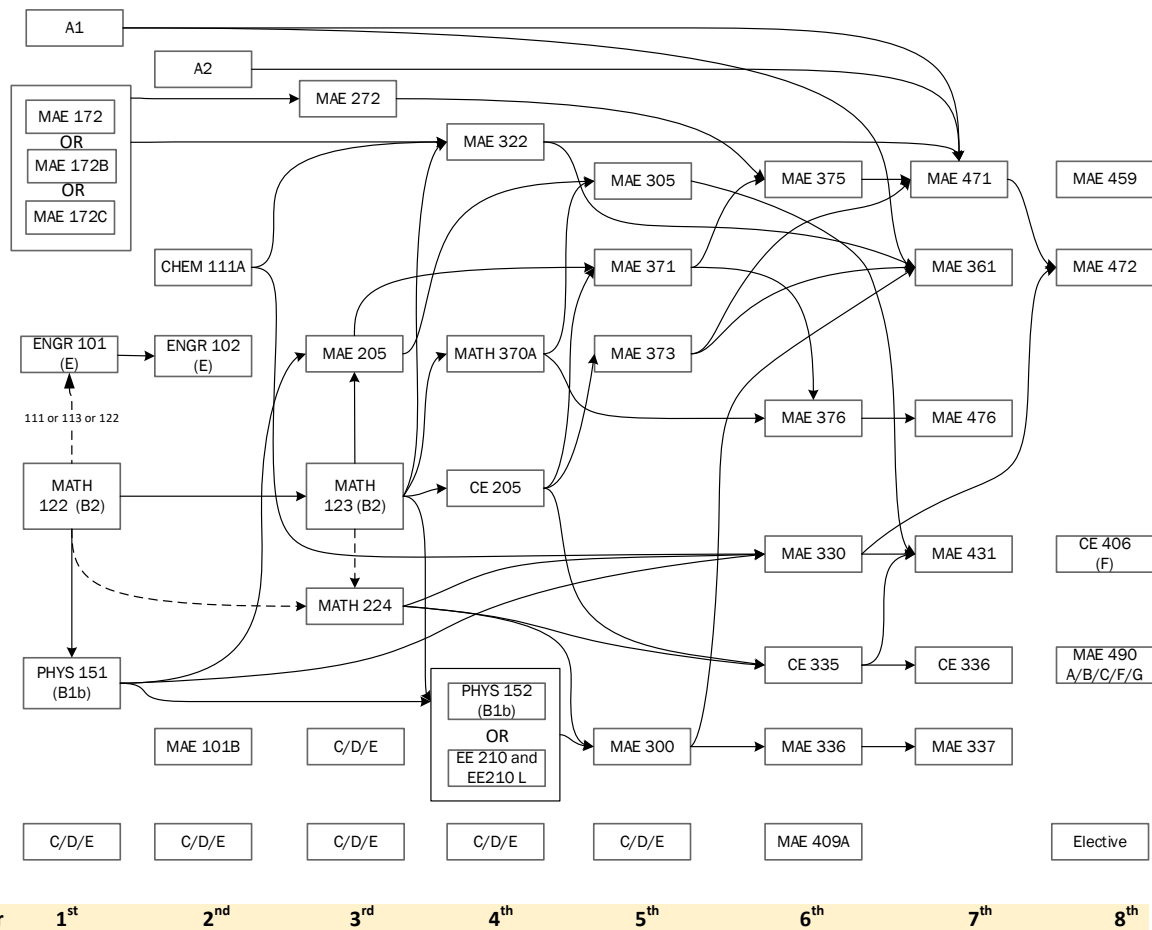 A1
A2
MAE 172
OR
MAE 172B
OR
MAE 172C
MAE 272
MAE 322
MAE 305
MAE 375
MAE 471
MAE 459
CHEM 111A
MAE 371
MAE 361
MAE 472
ENGR 101
(E)
ENGR 102
(E)
MAE 205
MATH 370A
MAE 373
111 or 113 or 122
MAE 376
MAE 476
MATH
122 (B2)
MATH
123 (B2)
CE 205
MAE 330
MAE 431
CE 406
(F)
MATH 224
PHYS 151
(B1b)
CE 335
CE 336
MAE 490
A/B/C/F/G
PHYS 152
(B1b)
OR
EE 210 and
EE210 L
MAE 101B
C/D/E
MAE 300
MAE 336
MAE 337
C/D/E
C/D/E
C/D/E
C/D/E
C/D/E
MAE 409A
Elective
r 1st 2nd 3rd 4th 5th 6th 7th 8th